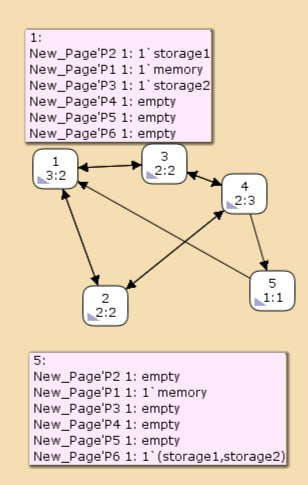 1:
New_Page'P2 1: 1`storage1
New_Page'P1 1: 1`memory
New_Page'P3 1: 1`storage2
New_Page'P4 1: empty
New_Page'P5 1: empty
New_Page'P6 1: empty
1
3:2
3
2:2
4
2:3
5
1:1
2
2:2
5:
New_Page'P2 1: empty
New_Page'P1 1: 1`memory
New_Page'P3 1: empty
New_Page'P4 1: empty
New_Page'P5 1: empty
New_Page'P6 1: 1`(storage1,storage2)